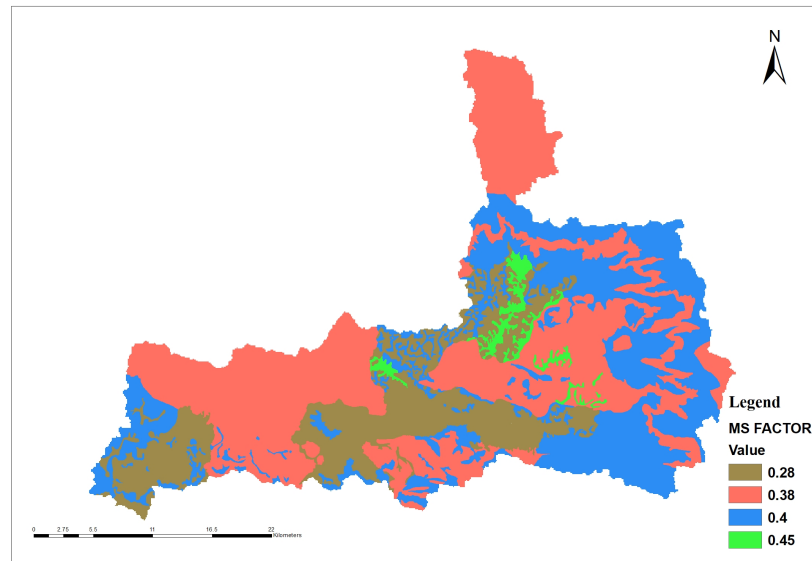 N
Legend
MS FACTOR
Value
0.28
0.38
0.4
0.45
0 2.75 5.5 11 16.5 22
Kilometers